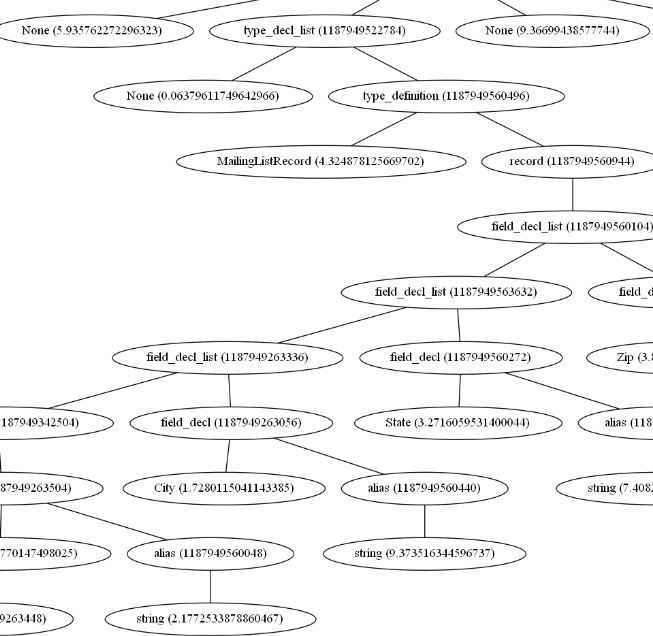 None (5.935762272296323) type_decl_list (1187949522784) None (9.36699438577744)
None (0.06379611749642966) type_definition (1187949560496)
MailingListRecord (4.324878125669702) record (1187949560944)
field_decl_list (1187949560104)
field_decl_list (1187949563632) field_d
field_decl_list (1187949263336) field_decl (1187949560272) Zip (3.8
187949342504) field_decl (1187949263056) State (3.2716059531400044) alias (118
87949263504) City (1.7280115041143385) alias (1187949560440) string (7.408
770147498025) alias (1187949560048) string (9.373516344596737)
9263448) string (2.1772533878860467)